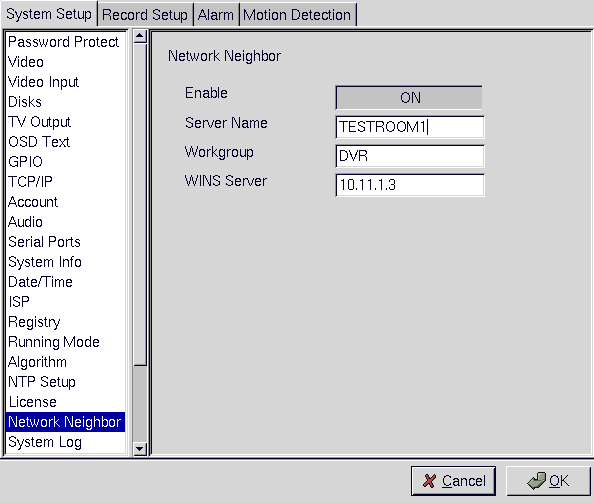 System Setup Record Setup Alarm Motion Detection
Password Protect
Video
Video Input
Disks
TV Output
OSD Text
GPIO
TCP/IP
Account
Audio
Serial Ports
System Info
Date/Time
ISP
Registry
Running Mode
Algorithm
NTP Setup
License
Network Neighbor
System Log
Network Neighbor
Enable ON
Server Name TESTROOM1
Workgroup DVR
WINS Server 10.11.1.3
Cancel OK